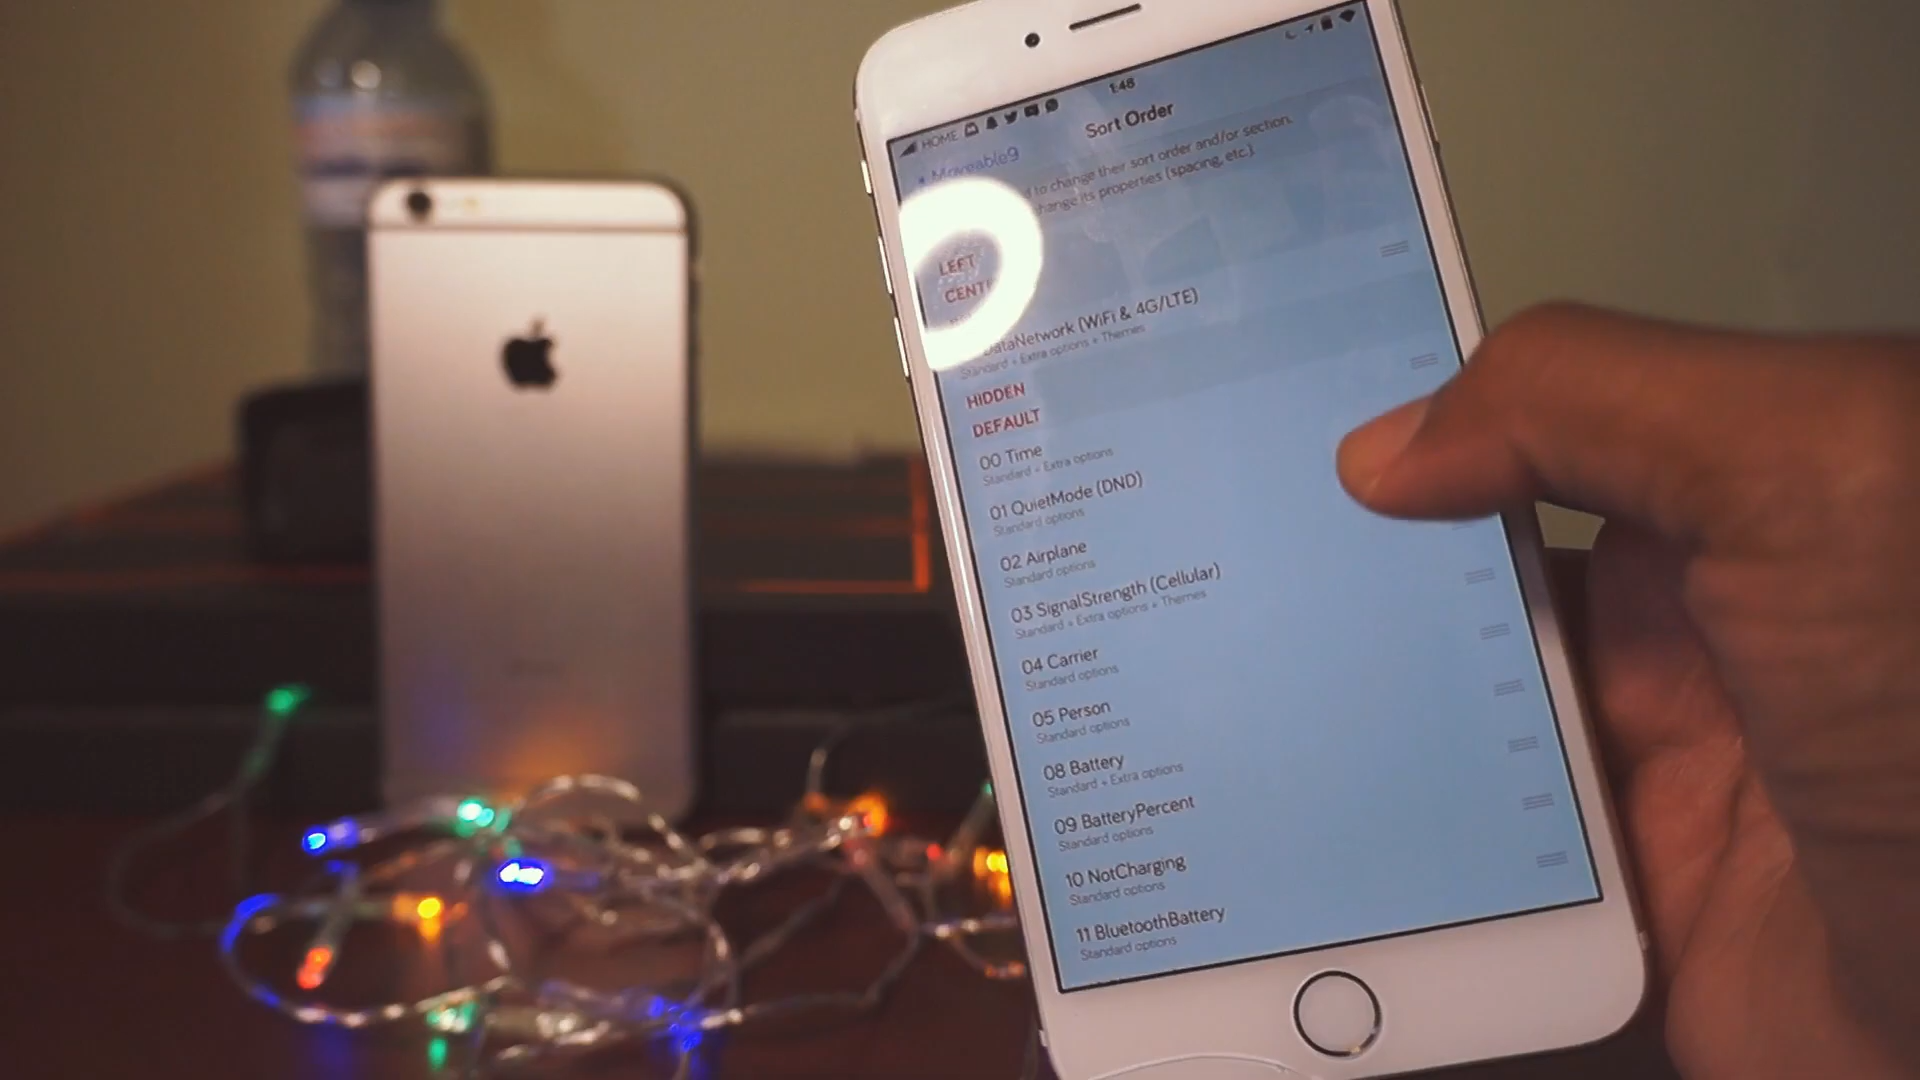 HOME
1:48
Moveable9
Sort Order
to change their sort order and/or section.
change its properties (spacing, etc.)
LEFT
DataNetwork (WiFi & 4G/LTE)
Standard + Extra options + Themes
HIDDEN
DEFAULT
00 Time
Standard + Extra options
01 QuietMode (DND)
Standard options
02 Airplane
Standard options
03 SignalStrength (Cellular)
Standard + Extra options + Themes
04 Carrier
Standard options
05 Person
Standard options
08 Battery
Standard + Extra options
09 BatteryPercent
Standard options
10 NotCharging
Standard options
11 BluetoothBattery
Standard options